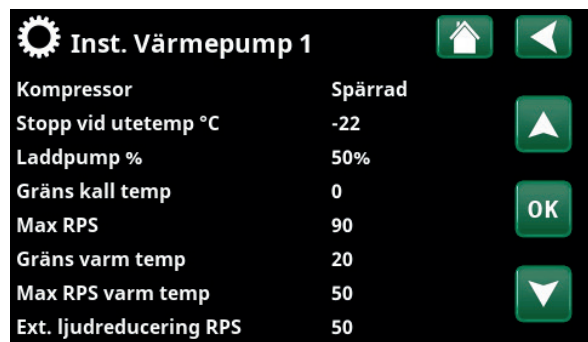 Inst. Värmepump 1
Kompressor Spärrad
Stopp vid utetemp °C -22
Laddpump % 50%
Gräns kall temp 0
Max RPS 90
OK
Gräns varm temp 20
Max RPS varm temp 50
Ext. ljudreducering RPS 50